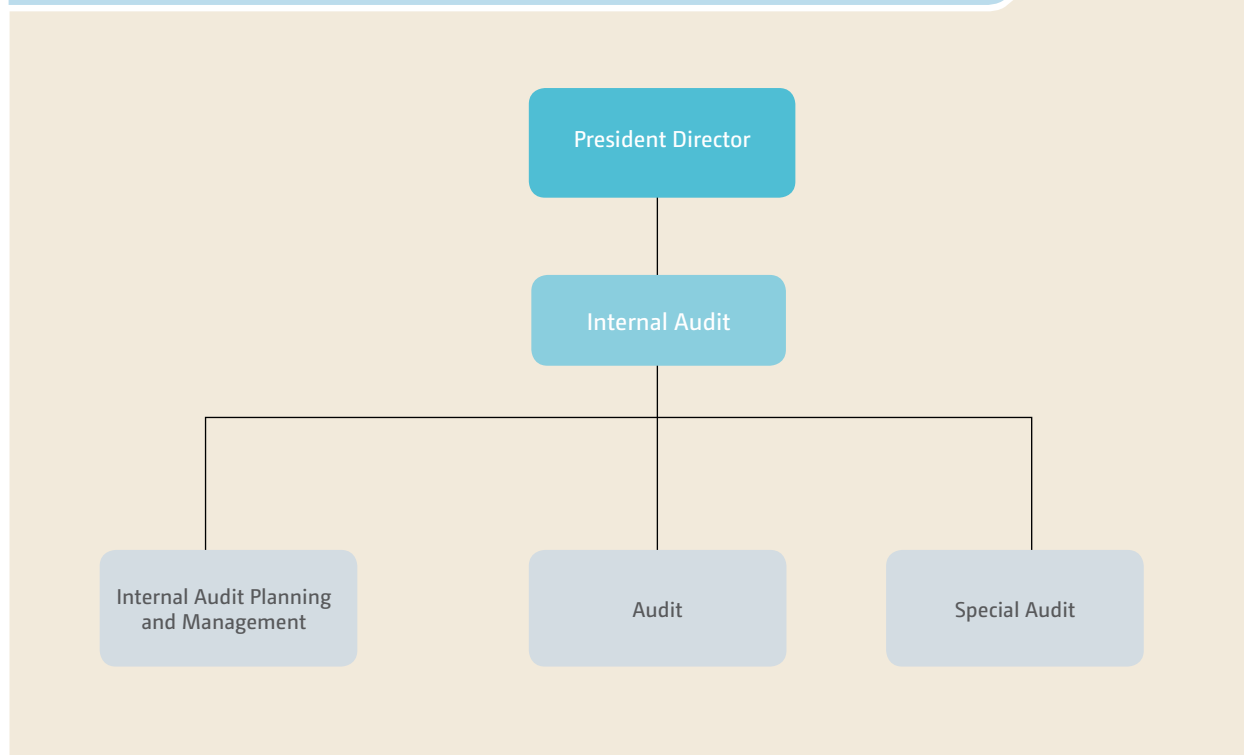 President Director
Internal Audit
Internal Audit Planning
and Management
Audit
Special Audit